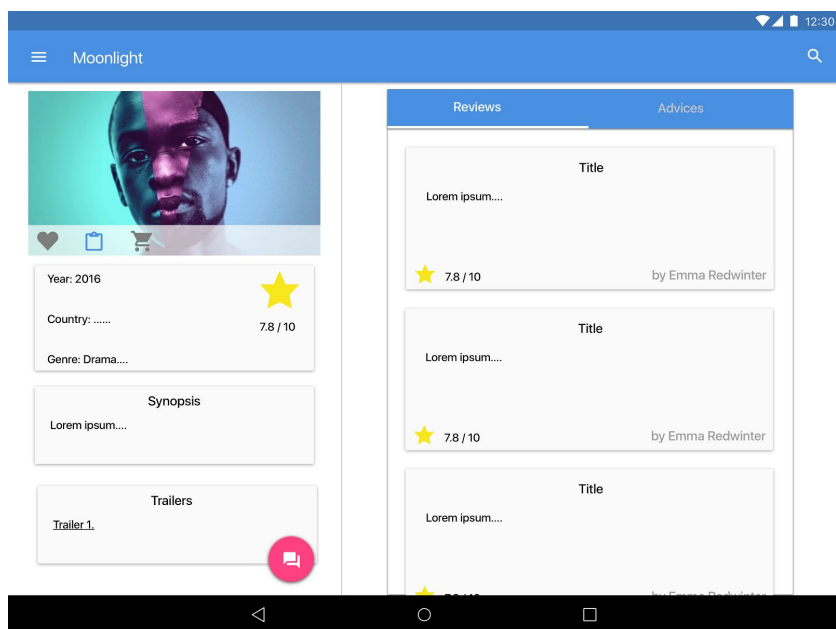 12:30
Moonlight
Year: 2016
7.8 / 10
Country: ......
Genre: Drama....
Synopsis
Lorem ipsum....
Trailers
Trailer 1.
Reviews Advices
Title
Lorem ipsum....
7.8 / 10 by Emma Redwinter
Title
Lorem ipsum....
7.8 / 10 by Emma Redwinter
Title
Lorem ipsum....